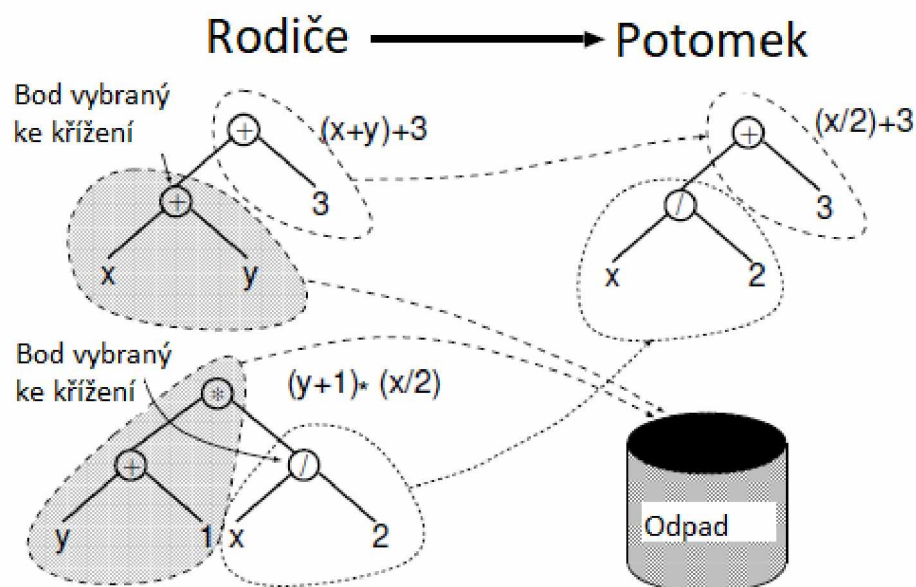 Rodiče Potomek
Bod vybraný
ke křížení
+ (x+y)+3
+ 3
x y
+ (x/2)+3
/ 3
x 2
Bod vybraný
ke křížení
* (y+1)* (x/2)
+ /
y 1 x 2
Odpad